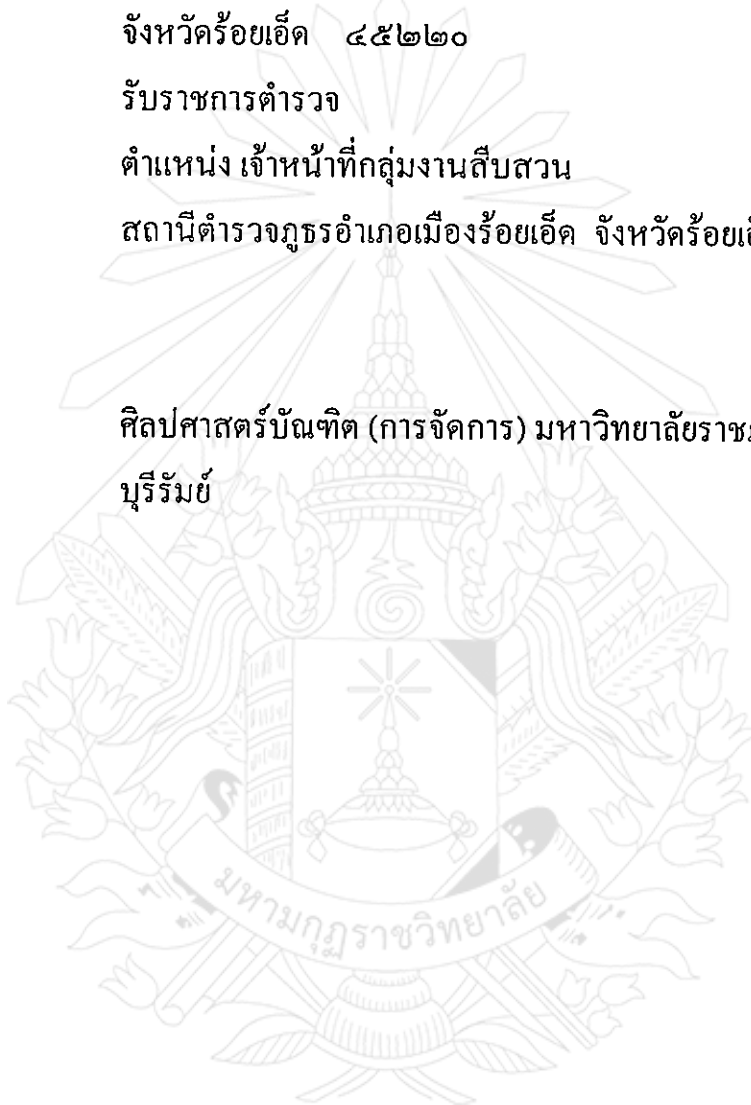 จังหวัดร้อยเอ็ด ๔๕๒๒๐
รับราชการตำรวจ
ตำแหน่ง เจ้าหน้าที่กลุ่มงานสืบสวน
สถานีตำรวจภูธรอำเภอเมืองร้อยเอ็ด จังหวัดร้อยเอ็
ศิลปศาสตร์บัณฑิต (การจัดการ) มหาวิทยาลัยราชภ
บุรีรัมย์
มหามกุฏราชวิทยาลัย